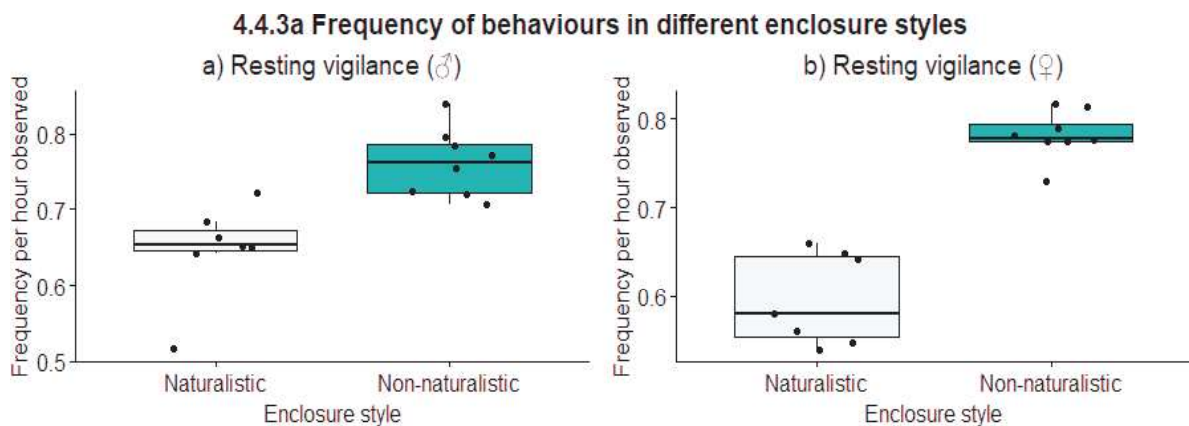 4.4.3a Frequency of behaviours in different enclosure styles
a) Resting vigilance (♂)
Frequency per hour observed
0.8
0.7
0.6
0.5
Naturalistic
Non-naturalistic
Enclosure style
b) Resting vigilance (♀)
Frequency per hour observed
0.8
0.7
0.6
Naturalistic
Non-naturalistic
Enclosure style